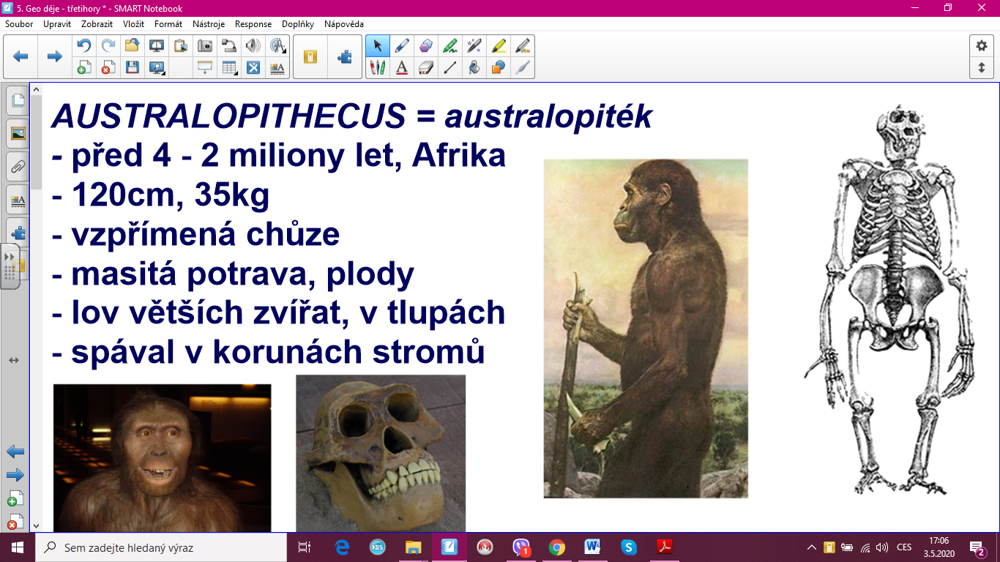 5. Geo děje - třetihory * - SMART Notebook
Soubor Upravit Zobrazit Vložit Formát Nástroje Response Doplňky Nápověda
AUSTRALOPITHECUS = australopiték
- před 4 - 2 miliony let, Afrika
- 120cm, 35kg
- vzpřímená chůze
- masitá potrava, plody
- lov větších zvířat, v tlupách
- spával v korunách stromů
Sem zadejte hledaný výraz
CES
17:06
3.5.2020